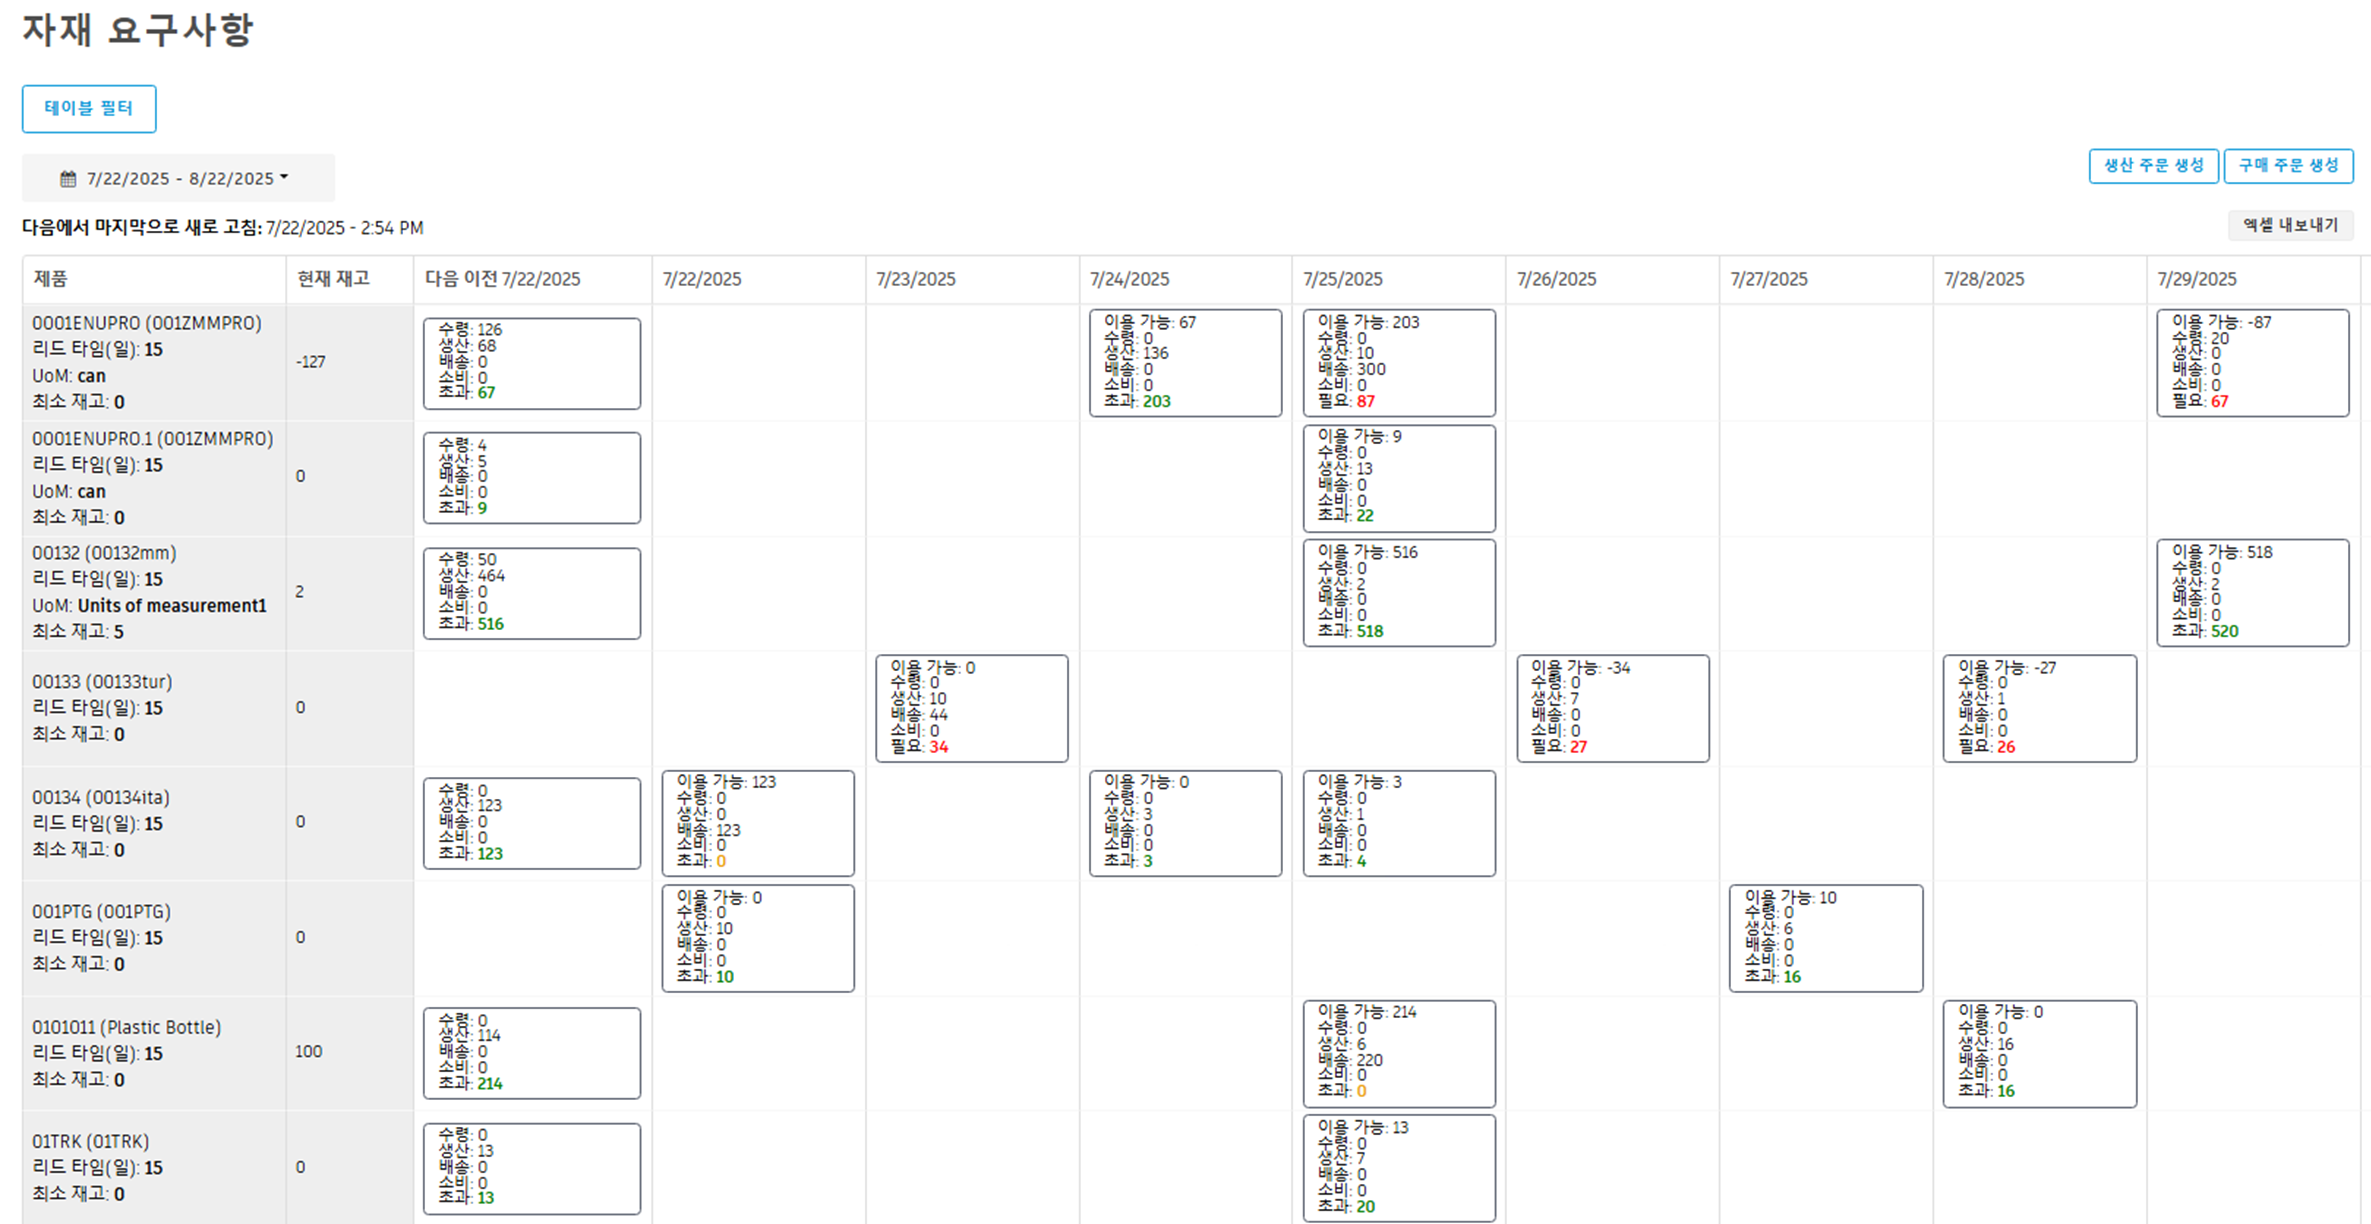 자재 요구사항
테이블 필터
7/22/2025 - 8/22/2025
생산 주문 생성
구매 주문 생성
다음에서 마지막으로 새로 고침: 7/22/2025 - 2:54 PM
엑셀 내보내기
제품
현재 재고
다음 이전 7/22/2025
7/22/2025
7/23/2025
7/24/2025
7/25/2025
7/26/2025
7/27/2025
7/28/2025
7/29/2025
0001ENUPRO (001ZMMPRO)
리드 타임(일): 15
UoM: can
최소 재고: 0
-127
수령: 126
생산: 68
배송: 0
소비: 0
초과: 67
이용 가능: 67
수령: 0
생산: 136
배송: 0
소비: 0
초과: 203
이용 가능: 203
수령: 0
생산: 10
배송: 300
소비: 0
필요: 87
이용 가능: -87
수령: 20
생산: 0
배송: 0
소비: 0
필요: 67
0001ENUPRO.1 (001ZMMPRO)
리드 타임(일): 15
UoM: can
최소 재고: 0
0
수령: 4
생산: 5
배송: 0
소비: 0
초과: 9
이용 가능: 9
수령: 0
생산: 13
배송: 0
소비: 0
초과: 22
00132 (00132mm)
리드 타임(일): 15
UoM: Units of measurement1
최소 재고: 5
2
수령: 50
생산: 464
배송: 0
소비: 0
초과: 516
이용 가능: 516
수령: 0
생산: 2
배송: 0
소비: 0
초과: 518
이용 가능: 518
수령: 0
생산: 2
배송: 0
소비: 0
초과: 520
00133 (00133tur)
리드 타임(일): 15
최소 재고: 0
0
이용 가능: 0
수령: 0
생산: 10
배송: 44
소비: 0
필요: 34
이용 가능: -34
수령: 0
생산: 7
배송: 0
소비: 0
필요: 27
이용 가능: -27
수령: 0
생산: 1
배송: 0
소비: 0
필요: 26
00134 (00134ita)
리드 타임(일): 15
최소 재고: 0
0
수령: 0
생산: 123
배송: 0
소비: 0
초과: 123
이용 가능: 123
수령: 0
생산: 0
배송: 123
소비: 0
초과: 0
이용 가능: 0
수령: 0
생산: 3
배송: 0
소비: 0
초과: 3
이용 가능: 3
수령: 0
생산: 1
배송: 0
소비: 0
초과: 4
001PTG (001PTG)
리드 타임(일): 15
최소 재고: 0
0
이용 가능: 0
수령: 0
생산: 10
배송: 0
소비: 0
초과: 10
이용 가능: 10
수령: 0
생산: 6
배송: 0
소비: 0
초과: 16
0101011 (Plastic Bottle)
리드 타임(일): 15
최소 재고: 0
100
수령: 0
생산: 114
배송: 0
소비: 0
초과: 214
이용 가능: 214
수령: 0
생산: 6
배송: 220
소비: 0
초과: 0
이용 가능: 0
수령: 0
생산: 16
배송: 0
소비: 0
초과: 16
01TRK (01TRK)
리드 타임(일): 15
최소 재고: 0
0
수령: 0
생산: 13
배송: 0
소비: 0
초과: 13
이용 가능: 13
수령: 0
생산: 7
배송: 0
소비: 0
초과: 20